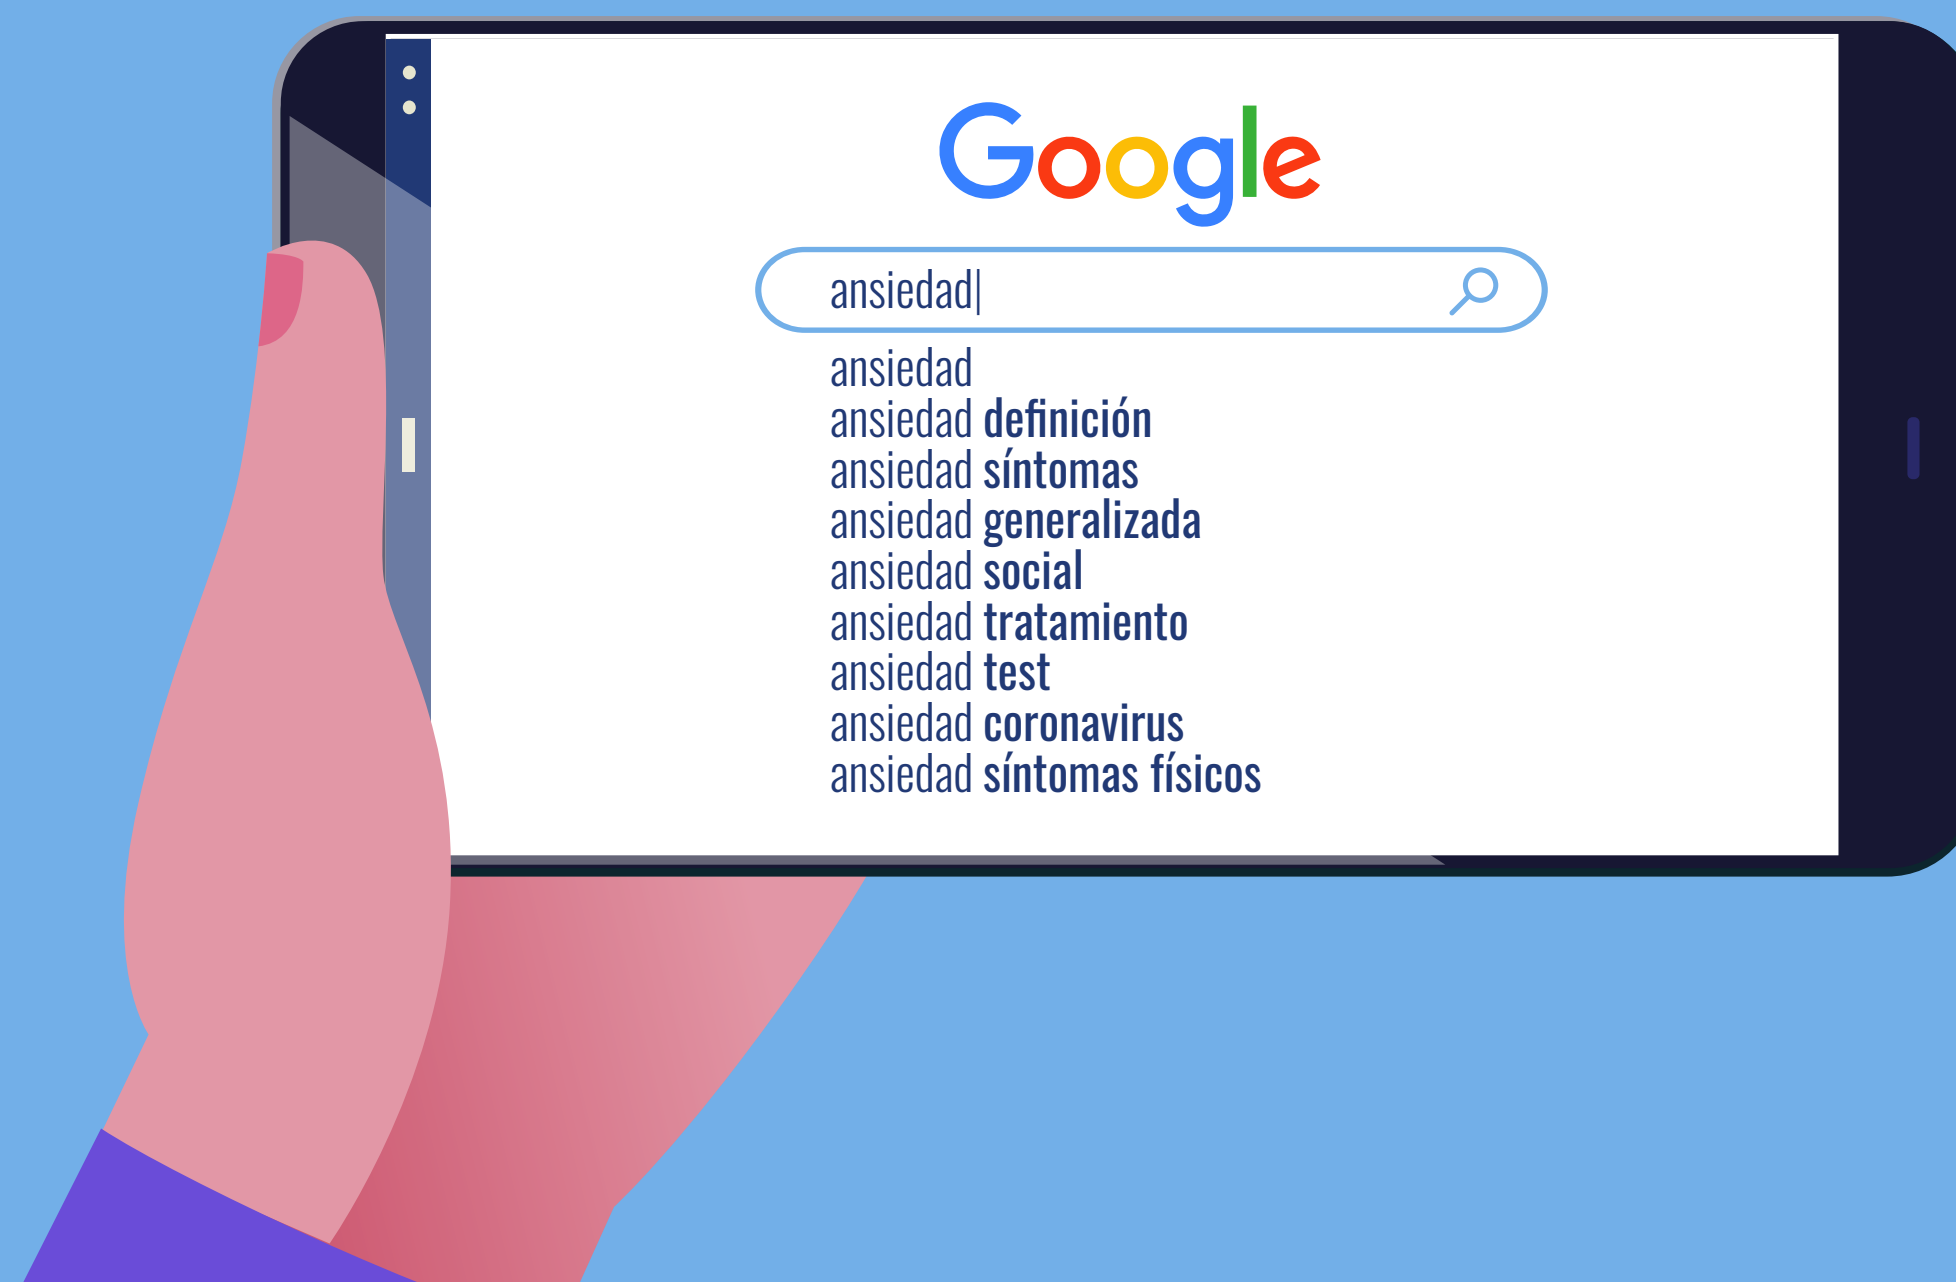 Google
ansiedad|
ansiedad
ansiedad definición
ansiedad síntomas
ansiedad generalizada
ansiedad social
ansiedad tratamiento
ansiedad test
ansiedad coronavirus
ansiedad síntomas físicos